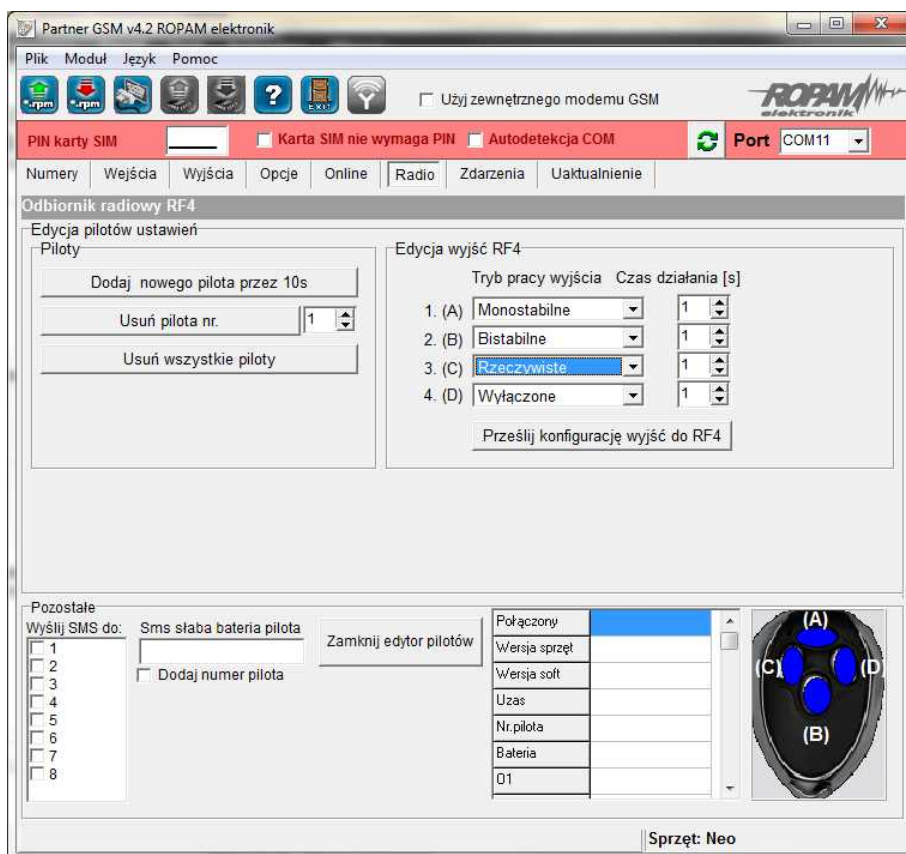 Partner GSM v4.2 ROPAM elektronik
Plik Moduł Język Pomoc
*.rpm *.rpm ? EXIT Użyj zewnętrznego modemu GSM ROPAM elektronik
PIN karty SIM Karta SIM nie wymaga PIN Autodetekcja COM Port COM11
Numery Wejścia Wyjścia Opcje Online Radio Zdarzenia Uaktualnienie
Odbiornik radiowy RF4
Edycja pilotów ustawień
Piloty
Dodaj nowego pilota przez 10s
Usuń pilota nr. 1
Usuń wszystkie piloty
Edycja wyjść RF4
Tryb pracy wyjścia Czas działania [s]
1. (A) Monostabilne 1
2. (B) Bistabilne 1
3. (C) Rzeczywiste 1
4. (D) Wyłączone 1
Prześlij konfigurację wyjść do RF4
Pozostałe
Wyślij SMS do:
1
2
3
4
5
6
7
8
Sms słaba bateria pilota
Dodaj numer pilota
Zamknij edytor pilotów
Połączony
Wersja sprzęt
Wersja soft
Uzas
Nr.pilota
Bateria
O1
(A)
(C) (D)
(B)
Sprzęt: Neo